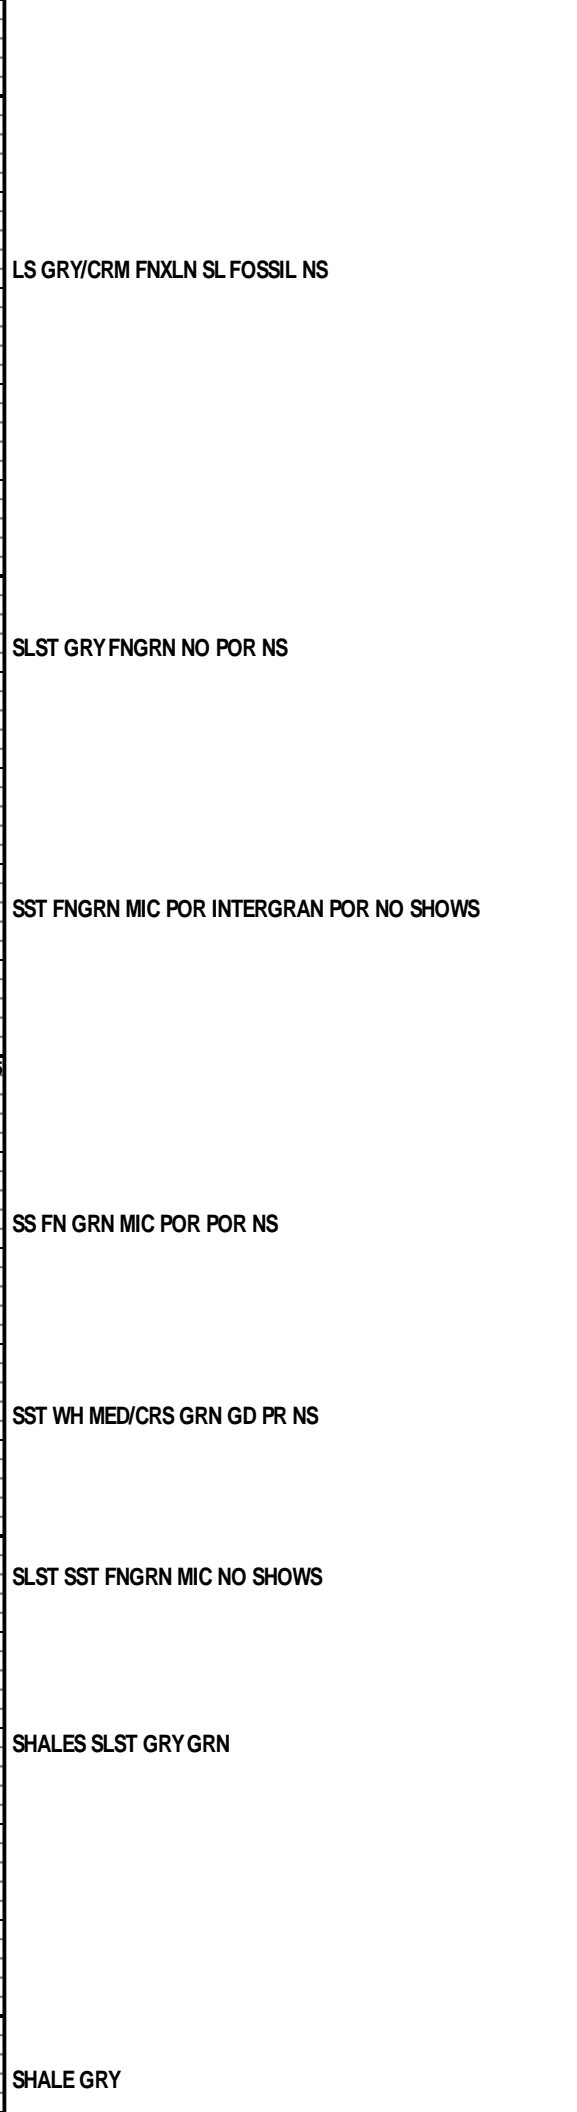 LS GRY/CRM FNXLN SL FOSSIL NS
SLST GRY FNGRN NO POR NS
SST FNGRN MIC POR INTERGRAN POR NO SHOWS
SS FN GRN MIC POR POR NS
SST WH MED/CRS GRN GD PR NS
SLST SST FNGRN MIC NO SHOWS
SHALES SLST GRY GRN
SHALE GRY